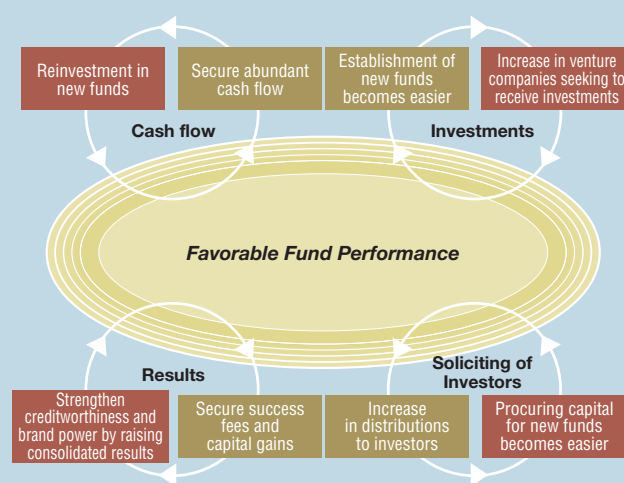 Reinvestment in
new funds
Secure abundant
cash flow
Establishment of
new funds
becomes easier
Increase in venture
companies seeking to
receive investments
Cash flow
Investments
Favorable Fund Performance
Results
Soliciting of
Investors
Strengthen
creditworthiness and
brand power by raising
consolidated results
Secure success
fees and
capital gains
Increase
in distributions
to investors
Procuring capital
for new funds
becomes easier